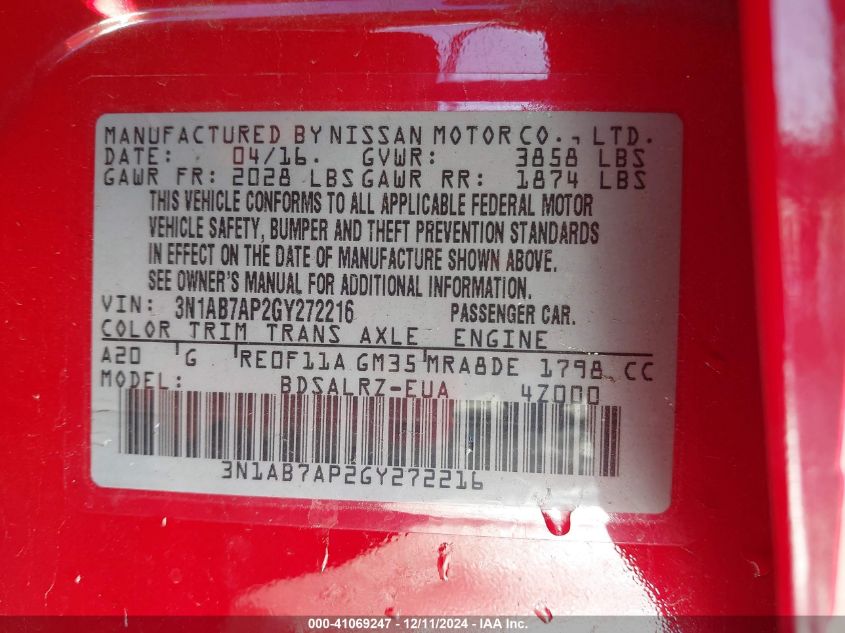 MANUFACTURED BY NISSAN MOTOR CO., LTD.
DATE: 04/16. GVWR: 3858 LBS
GAWR FR: 2028 LBS GAWR RR: 1874 LBS
THIS VEHICLE CONFORMS TO ALL APPLICABLE FEDERAL MOTOR
VEHICLE SAFETY, BUMPER AND THEFT PREVENTION STANDARDS
IN EFFECT ON THE DATE OF MANUFACTURE SHOWN ABOVE.
SEE OWNER'S MANUAL FOR ADDITIONAL INFORMATION.
VIN: 3N1AB7AP2GY272216 PASSENGER CAR.
COLOR TRIM TRANS AXLE ENGINE
A20 G RE0F11A GM35 MRA8DE 1798 CC
MODEL: BDSALRZ-EUA 4Z000
3N1AB7AP2GY272216
000-41069247 - 12/11/2024 - IAA, Inc.